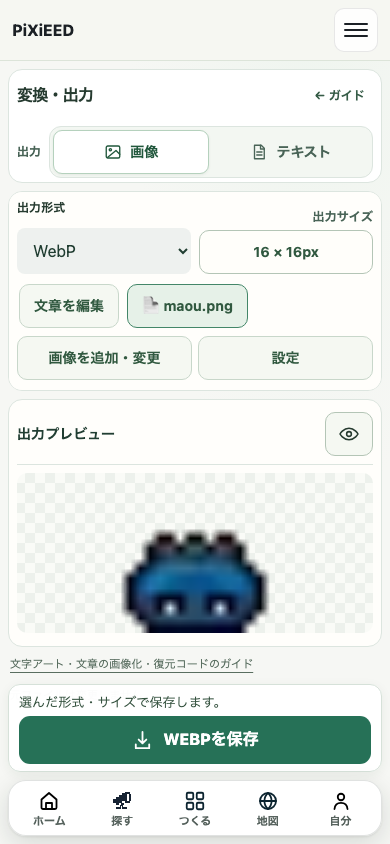 PiXiEED
変換・出力
← ガイド
出力
画像
テキスト
出力形式
出力サイズ
WebP
16 × 16px
文章を編集
maou.png
画像を追加・変更
設定
出力プレビュー
文字アート・文章の画像化・復元コードのガイド
選んだ形式・サイズで保存します。
WEBPを保存
ホーム
探す
つくる
地図
自分